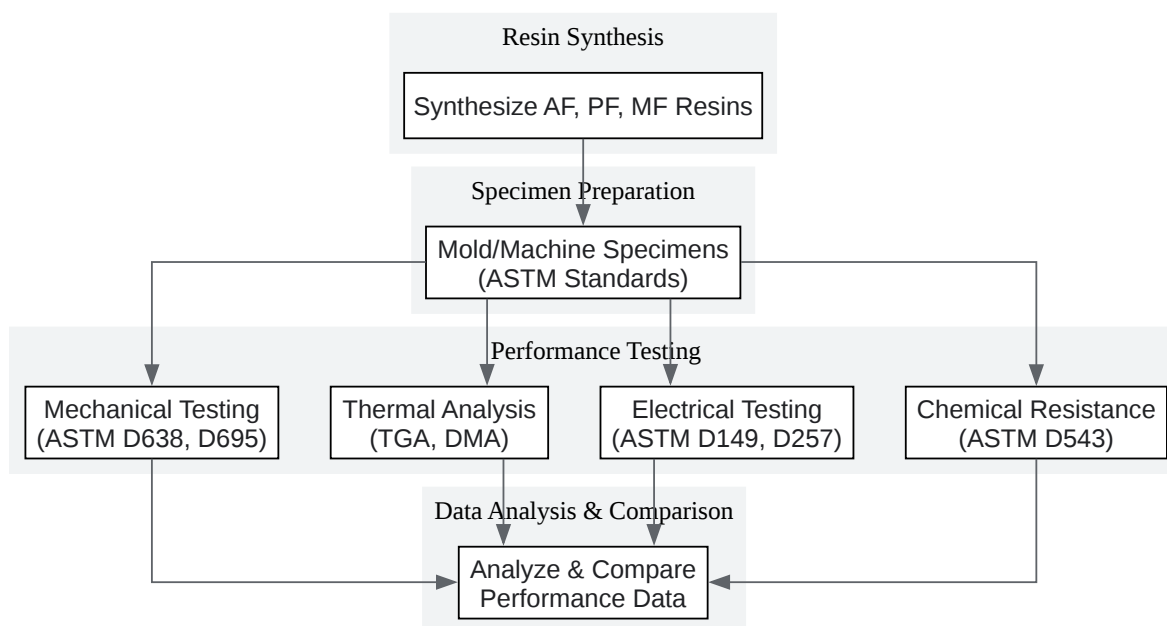 Resin Synthesis
Synthesize AF, PF, MF Resins
Specimen Preparation
Mold/Machine Specimens
(ASTM Standards)
Performance Testing
Mechanical Testing
(ASTM D638, D695)
Thermal Analysis
(TGA, DMA)
Electrical Testing
(ASTM D149, D257)
Chemical Resistance
(ASTM D543)
Data Analysis & Comparison
Analyze & Compare
Performance Data